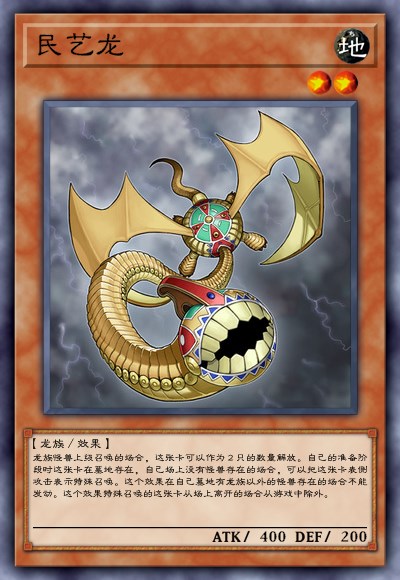 民艺龙
地
【龙族／效果】
龙族怪兽上级召唤的场合，这张卡可以作为２只的数量解放。自己的准备阶
段时这张卡在墓地存在，自己场上没有怪兽存在的场合，可以把这张卡表侧
攻击表示特殊召唤。这个效果在自己墓地有龙族以外的怪兽存在的场合不能
发动。这个效果特殊召唤的这张卡从场上离开的场合从游戏中除外。
ATK/ 400 DEF/ 200